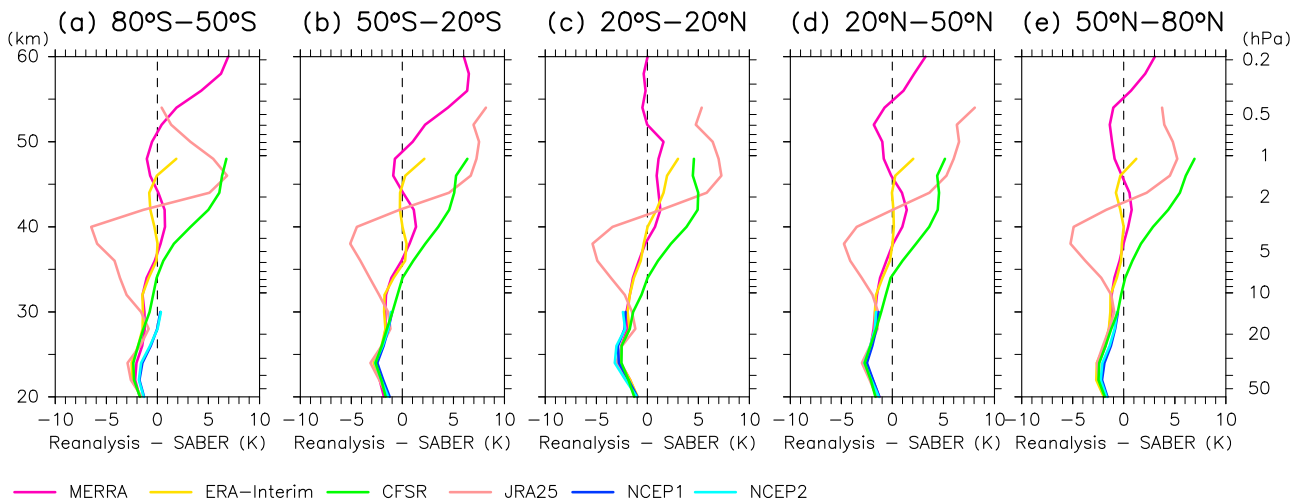 (a) 80ºS−50ºS (b) 50ºS−20ºS (c) 20ºS−20ºN (d) 20ºN−50ºN (e) 50ºN−80ºN
(km) (hPa)
60 0.2
0.5
50
1
2
40
5
30 10
20
20 50
−10 −5 0 5 10 −10 −5 0 5 10 −10 −5 0 5 10 −10 −5 0 5 10 −10 −5 0 5 10
Reanalysis − SABER (K) Reanalysis − SABER (K) Reanalysis − SABER (K) Reanalysis − SABER (K) Reanalysis − SABER (K)
MERRA ERA−Interim CFSR JRA25 NCEP1 NCEP2